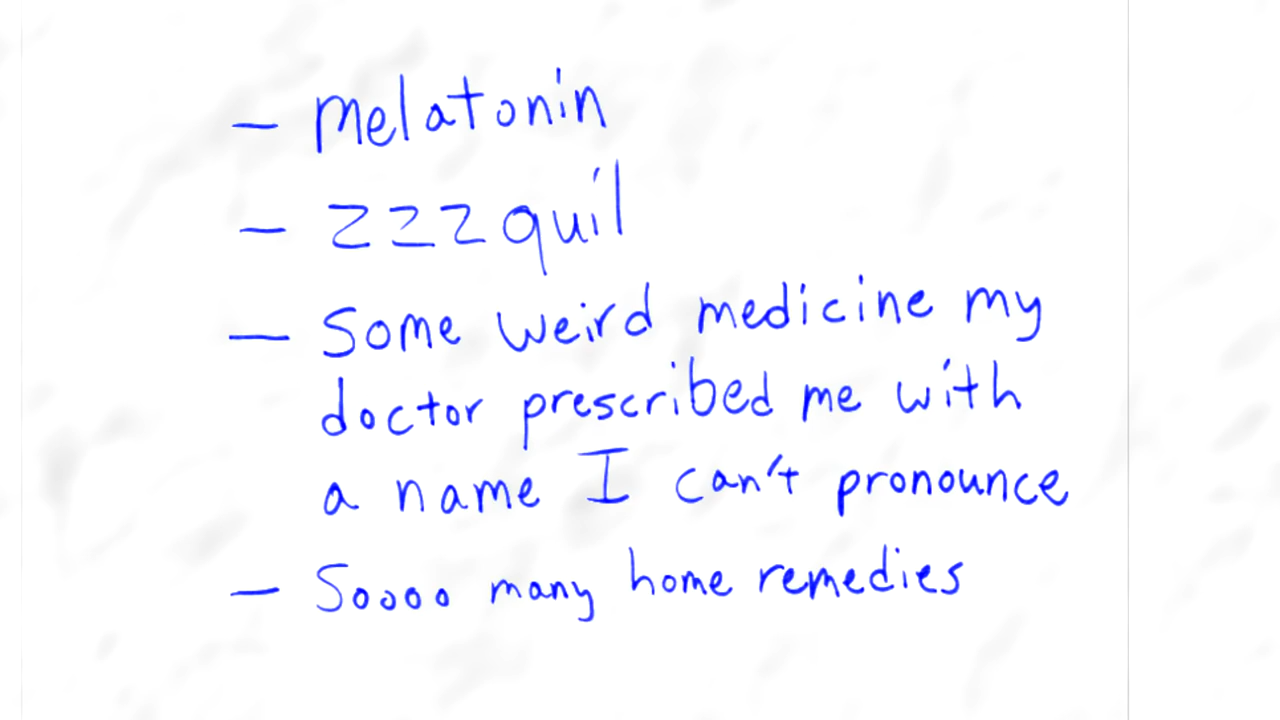 - Melatonin
- ZZZquil
- Some weird medicine my
doctor prescribed me with
a name I can't pronounce
- Soooo many home remedies